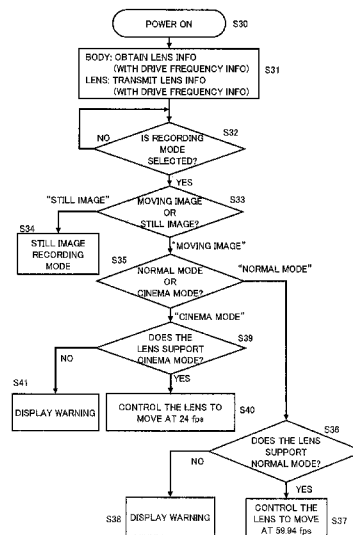 POWER ON
S30
BODY: OBTAIN LENS INFO
(WITH DRIVE FREQUENCY INFO)
LENS: TRANSMIT LENS INFO
(WITH DRIVE FREQUENCY INFO)
S31
S32
IS RECORDING
MODE
SELECTED?
NO
YES
S33
MOVING IMAGE
OR
STILL IMAGE?
"STILL IMAGE"
"MOVING IMAGE"
S34
STILL IMAGE
RECORDING
MODE
S35
NORMAL MODE
OR
CINEMA MODE?
"NORMAL MODE"
"CINEMA MODE"
S39
DOES THE
LENS SUPPORT
CINEMA MODE?
NO
YES
S41
DISPLAY WARNING
CONTROL THE LENS TO
MOVE AT 24 fps
S40
S36
DOES THE LENS
SUPPORT
NORMAL MODE?
NO
YES
S38
DISPLAY WARNING
CONTROL THE
LENS TO MOVE
AT 59.94 fps
S37